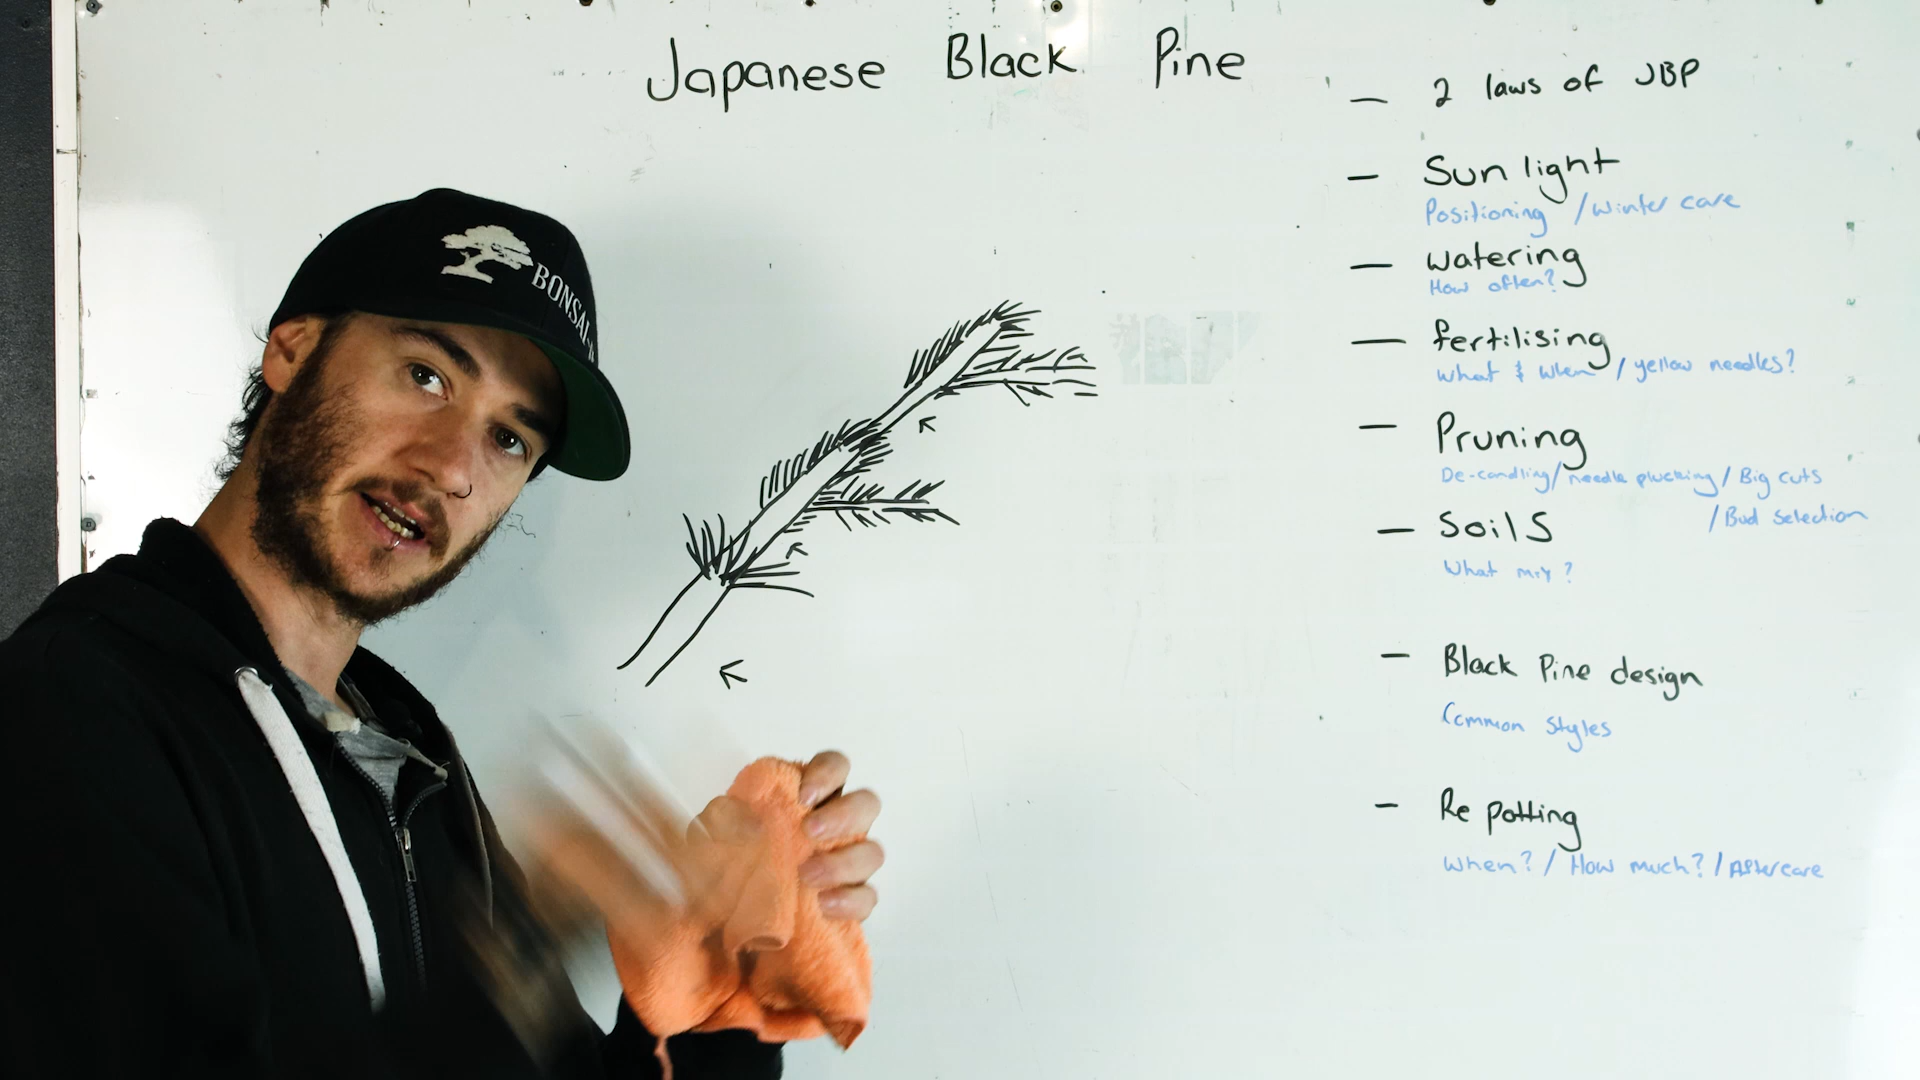 Japanese Black Pine
BONSAI
— 2 laws of JBP
— Sun light
Positioning / winter care
— watering
How often?
— fertilising
what & when / yellow needles?
— Pruning
De-candling / needle plucking / Big cuts
/ Bud selection
— Soils
What mix?
— Black Pine design
Common Styles
— Re potting
when? / How much? / Aftercare